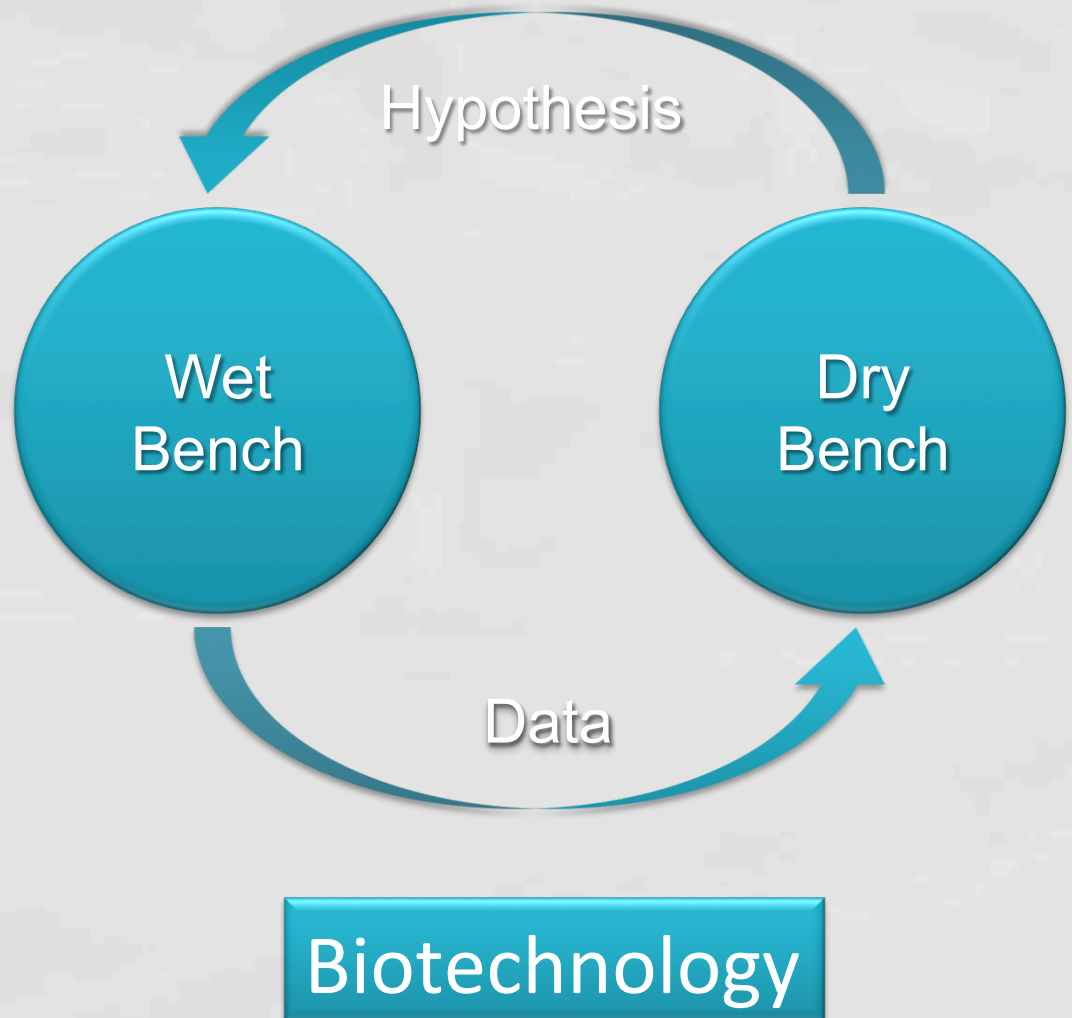 Hypothesis
Wet
Bench
Dry
Bench
Data
Biotechnology